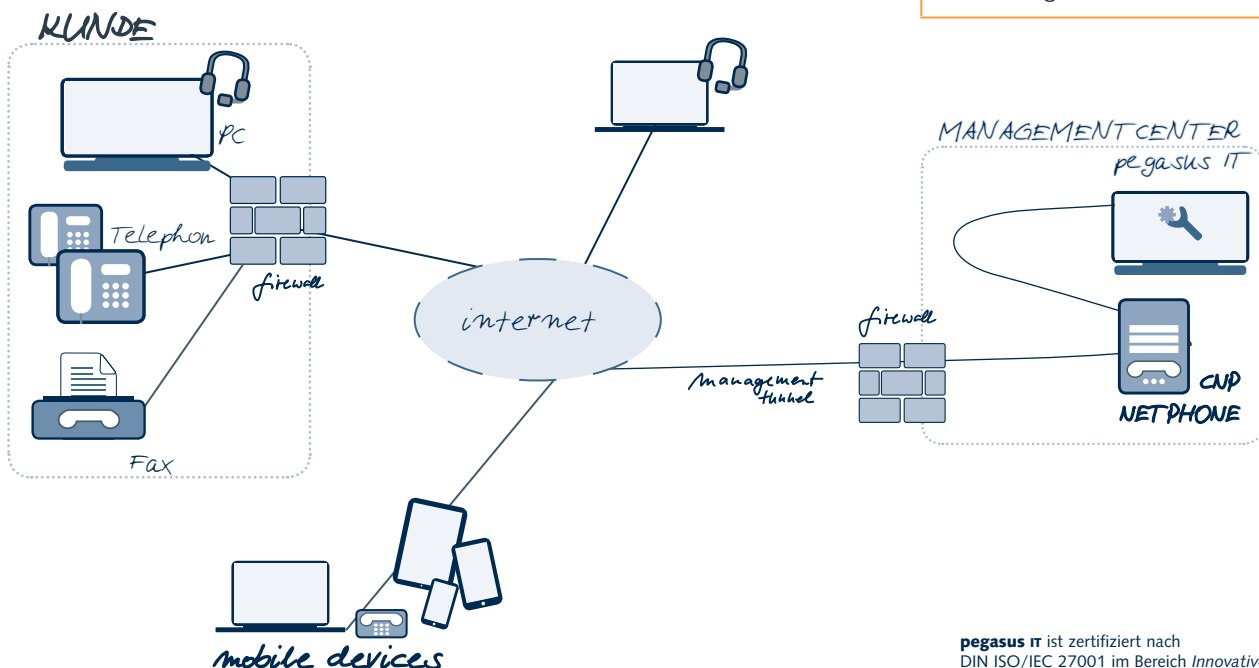 KUNDE
PC
Telephon
firewall
Fax
internet
MANAGEMENTCENTER
pegasus IT
firewall
management
tunnel
CNP
NETPHONE
mobile devices
pegasus IT ist zertifiziert nach
DIN ISO/IEC 27001 im Bereich